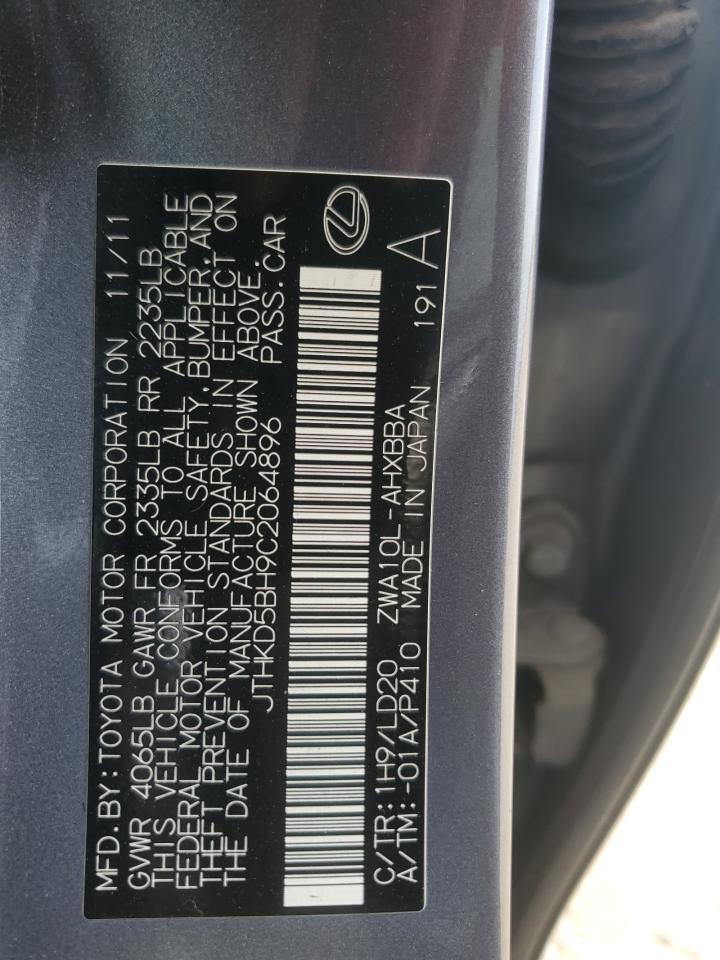 MFD.BY:TOYOTA MOTOR CORPORATION 11/11
GVWR 4065LB GAWR FR 2335LB RR 2235LB
THIS VEHICLE CONFORMS TO ALL APPLICABLE
FEDERAL MOTOR VEHICLE SAFETY,BUMPER,AND
THEFT PREVENTION STANDARDS IN EFFECT ON
THE DATE OF MANUFACTURE SHOWN ABOVE.
JTHKD5BH9C2064896 PASS.CAR
C/TR:1H9/LD20 ZWA10L-AHXBBA 191
A/TM:-01A/P410 MADE IN JAPAN A